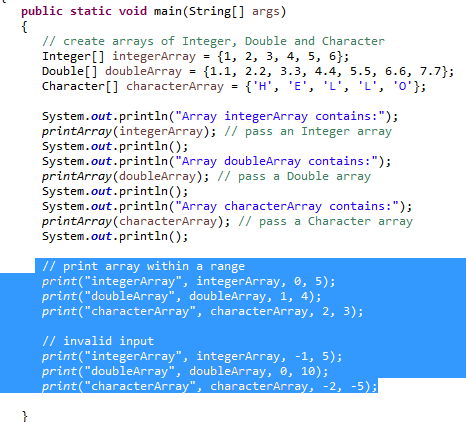 {
public static void main(String[] args)
{
// create arrays of Integer, Double and Character
Integer[] integerArray = {1, 2, 3, 4, 5, 6};
Double[] doubleArray = {1.1, 2.2, 3.3, 4.4, 5.5, 6.6, 7.7};
Character[] characterArray = {'H', 'E', 'L', 'L', 'O'};
System.out.println("Array integerArray contains:");
printArray(integerArray); // pass an Integer array
System.out.println();
System.out.println("Array doubleArray contains:");
printArray(doubleArray); // pass a Double array
System.out.println();
System.out.println("Array characterArray contains:");
printArray(characterArray); // pass a Character array
System.out.println();
// print array within a range
print("integerArray", integerArray, 0, 5);
print("doubleArray", doubleArray, 1, 4);
print("characterArray", characterArray, 2, 3);
// invalid input
print("integerArray", integerArray, -1, 5);
print("doubleArray", doubleArray, 0, 10);
print("characterArray", characterArray, -2, -5);
}